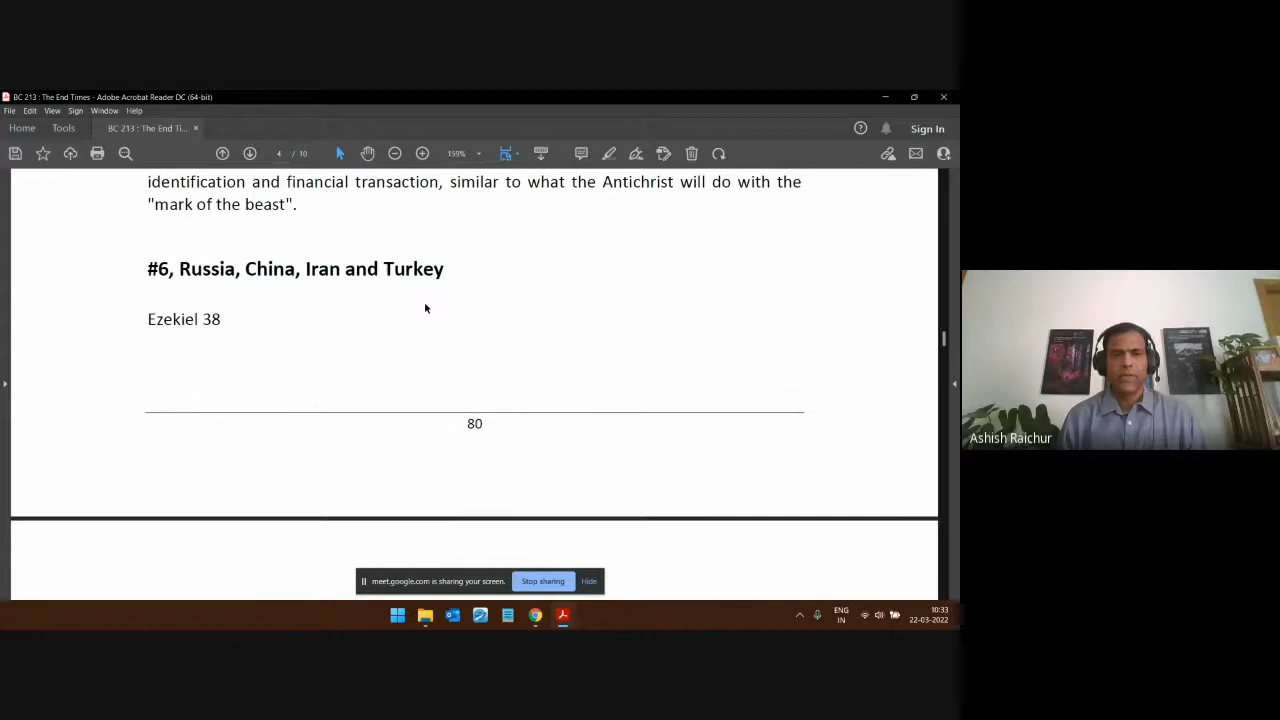 BC 213 : The End Times - Adobe Acrobat Reader DC (64-bit)
File Edit View Sign Window Help
Home Tools BC 213 : The End Ti... × Sign In
4 / 10 159%
identification and financial transaction, similar to what the Antichrist will do with the
"mark of the beast".
#6, Russia, China, Iran and Turkey
Ezekiel 38
80
Ashish Raichur
meet.google.com is sharing your screen. Stop sharing Hide
ENG
IN
10:33
22-03-2022